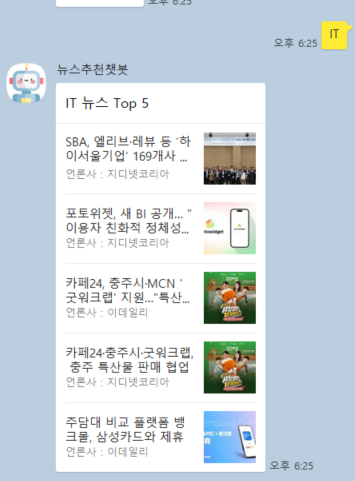 오후 6:25
IT
오후 6:25
뉴스추천챗봇
IT 뉴스 Top 5
SBA, 엘리브·레뷰 등 '하
이서울기업' 169개사 ...
언론사 : 지디넷코리아
포토위젯, 새 BI 공개... "
이용자 친화적 정체성...
언론사 : 지디넷코리아
카페24, 충주시·MCN '
굿워크랩' 지원..."특산...
언론사 : 이데일리
카페24·충주시·굿워크랩,
충주 특산물 판매 협업
언론사 : 지디넷코리아
주담대 비교 플랫폼 뱅
크몰, 삼성카드와 제휴
언론사 : 이데일리
오후 6:25